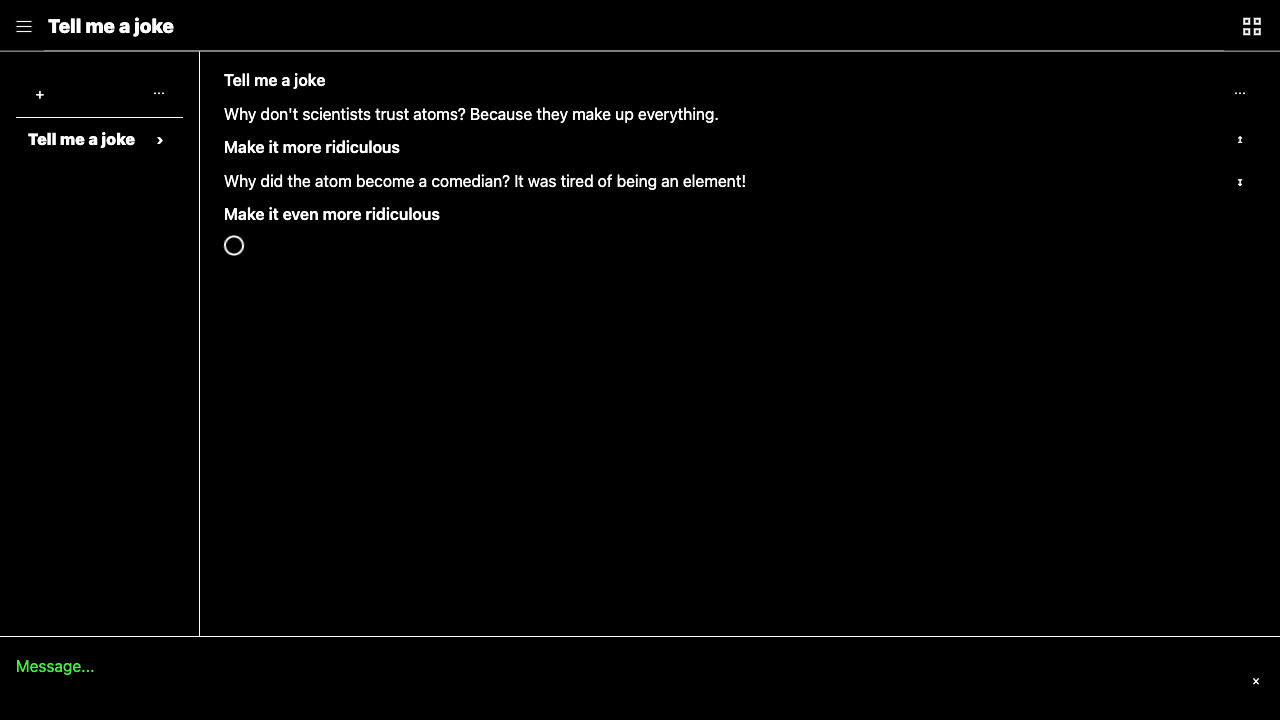 Tell me a joke
+ ...
Tell me a joke ›
Tell me a joke
...
Why don't scientists trust atoms? Because they make up everything.
Make it more ridiculous
Why did the atom become a comedian? It was tired of being an element!
Make it even more ridiculous
Message...